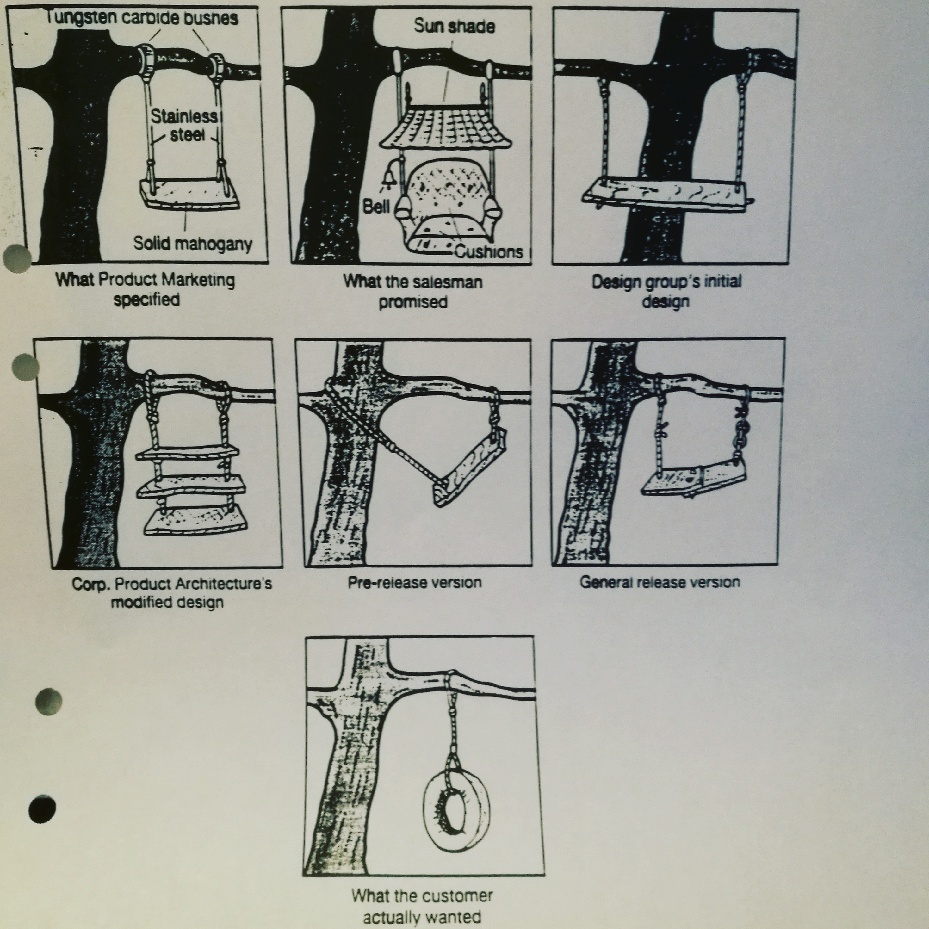 Tungsten carbide bushes
Stainless
steel
Solid mahogany
What Product Marketing
specified
Sun shade
Bell
Cushions
What the salesman
promised
Design group's initial
design
Corp. Product Architecture's
modified design
Pre-release version
General release version
What the customer
actually wanted